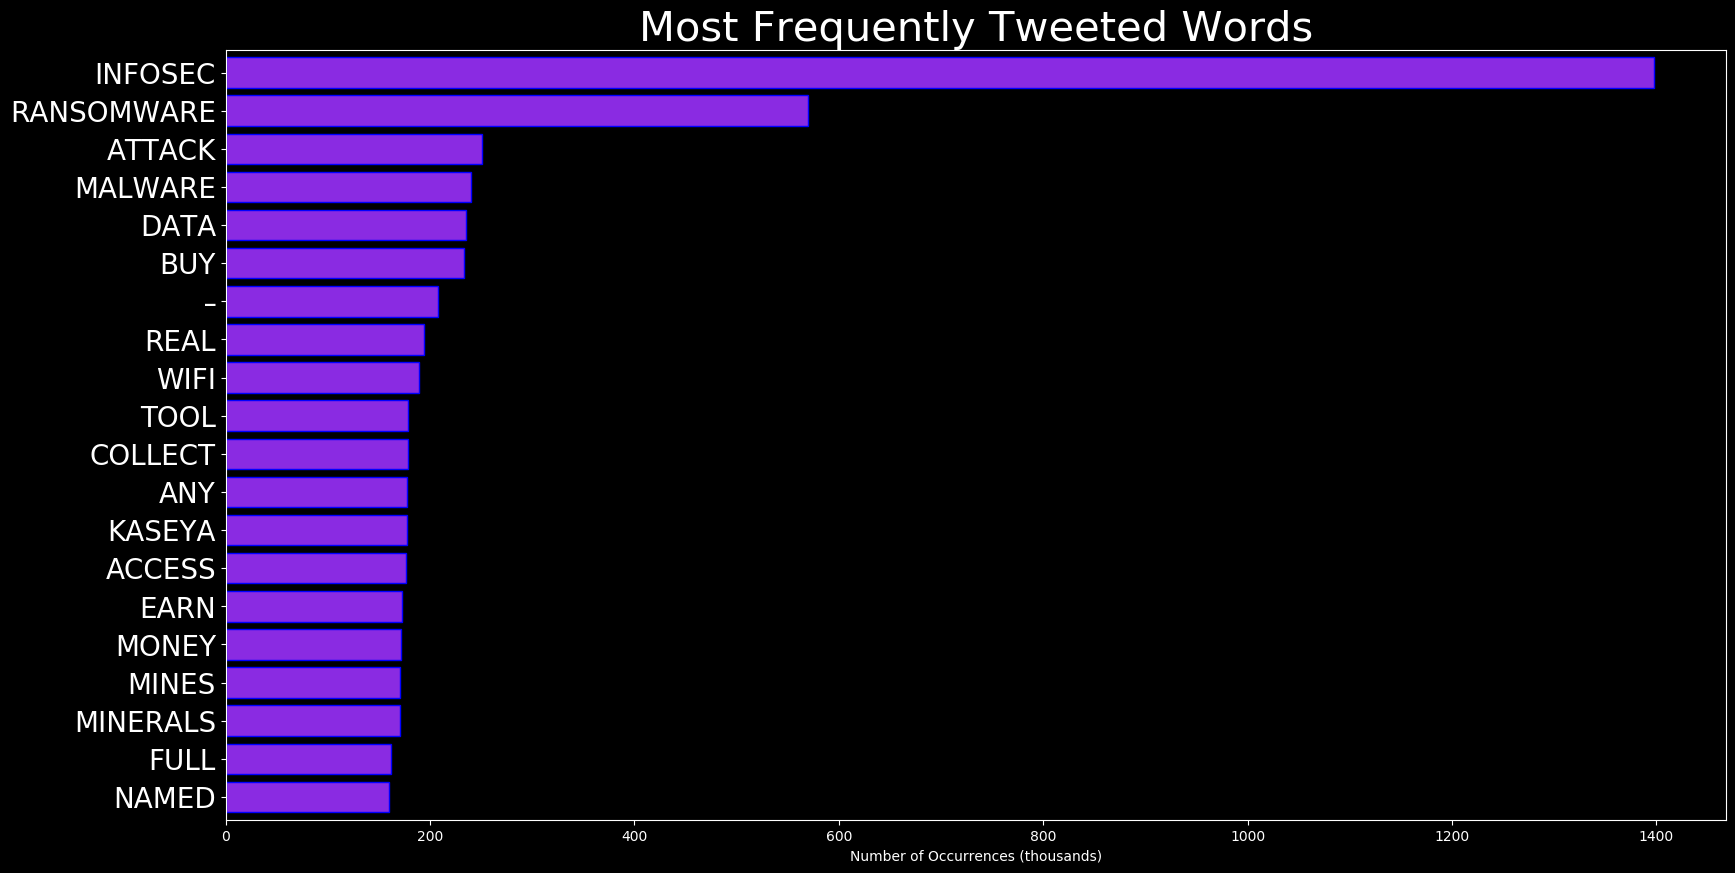 Most Frequently Tweeted Words
INFOSEC
RANSOMWARE
ATTACK
MALWARE
DATA
BUY
–
REAL
WIFI
TOOL
COLLECT
ANY
KASEYA
ACCESS
EARN
MONEY
MINES
MINERALS
FULL
NAMED
0 200 400 600 800 1000 1200 1400
Number of Occurrences (thousands)